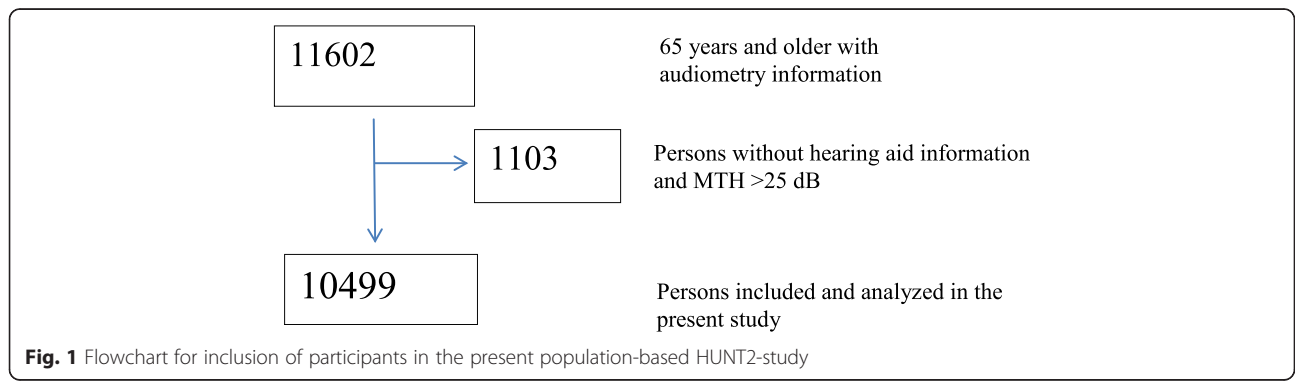 11602
65 years and older with
audiometry information
1103
Persons without hearing aid information
and MTH >25 dB
10499
Persons included and analyzed in the
present study
Fig. 1 Flowchart for inclusion of participants in the present population-based HUNT2-study